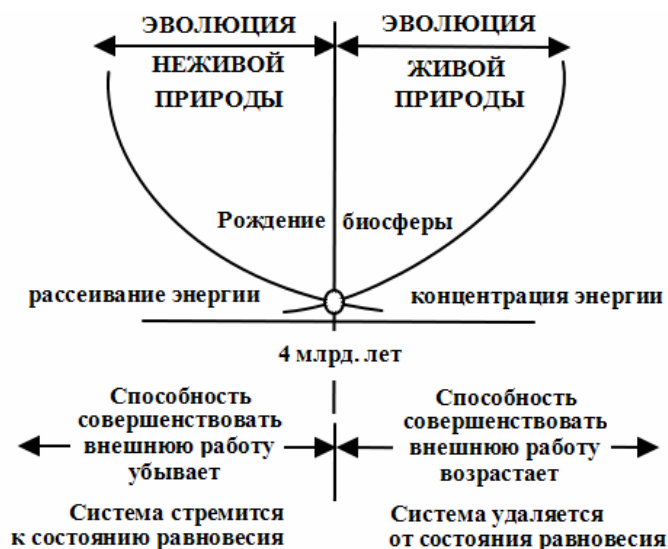 ЭВОЛЮЦИЯ ЭВОЛЮЦИЯ
НЕЖИВОЙ ЖИВОЙ
ПРИРОДЫ ПРИРОДЫ
Рождение биосферы
рассеивание энергии концентрация энергии
4 млрд. лет
Способность
совершенствовать
внешнюю работу
убывает
Способность
совершенствовать
внешнюю работу
возрастает
Система стремится
к состоянию равновесия
Система удаляется
от состояния равновесия